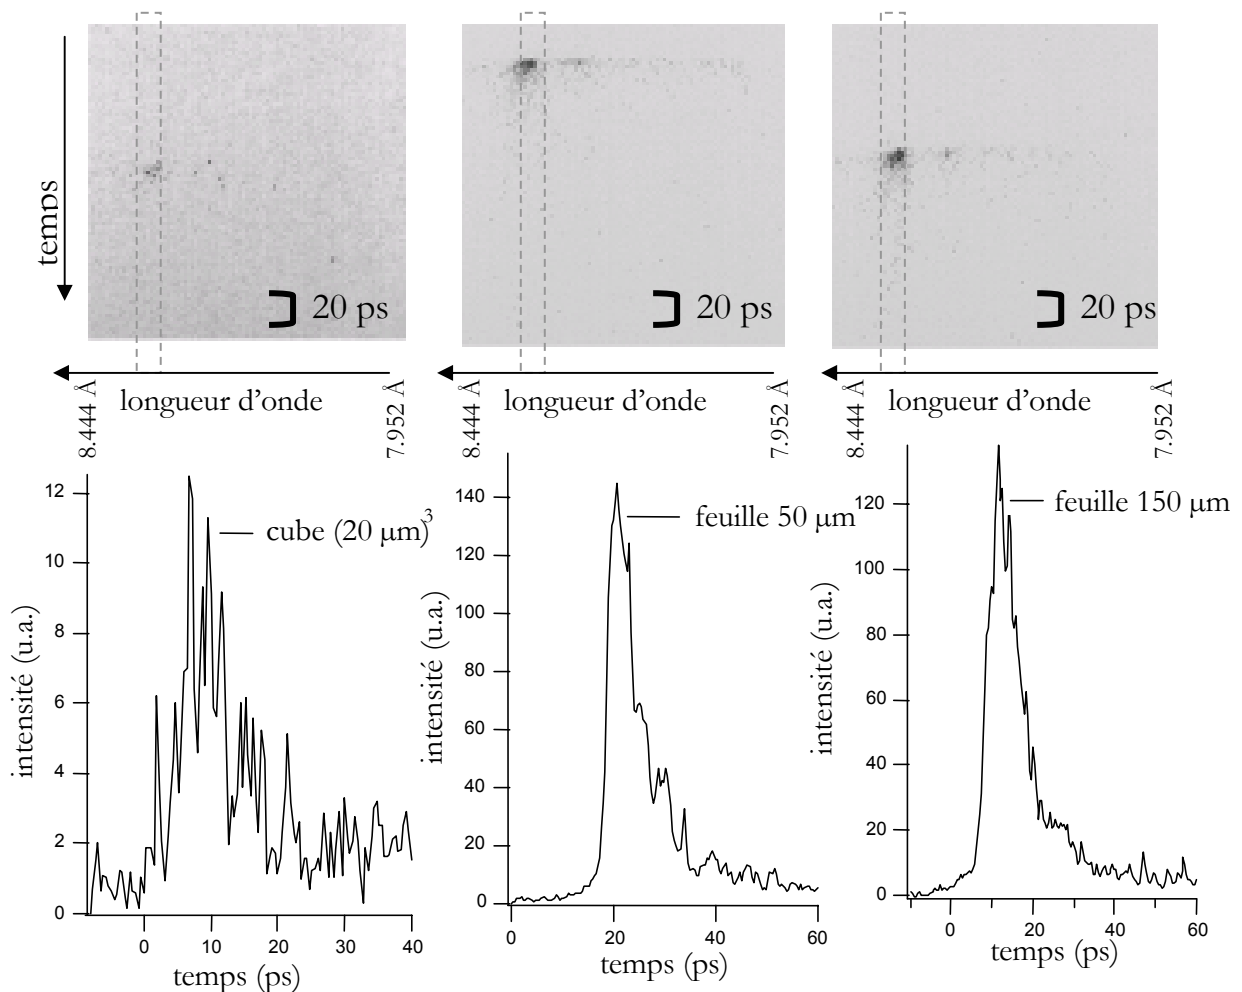 temps
20 ps
20 ps
20 ps
8.444 Å
longueur d'onde
7.952 Å
8.444 Å
longueur d'onde
7.952 Å
8.444 Å
longueur d'onde
7.952 Å
intensité (u.a.)
12
10
8
6
4
2
0
cube (20 µm)³
0
10
20
30
40
temps (ps)
intensité (u.a.)
140
120
100
80
60
40
20
0
feuille 50 µm
0
20
40
60
temps (ps)
intensité (u.a.)
120
100
80
60
40
20
0
feuille 150 µm
0
20
40
60
temps (ps)